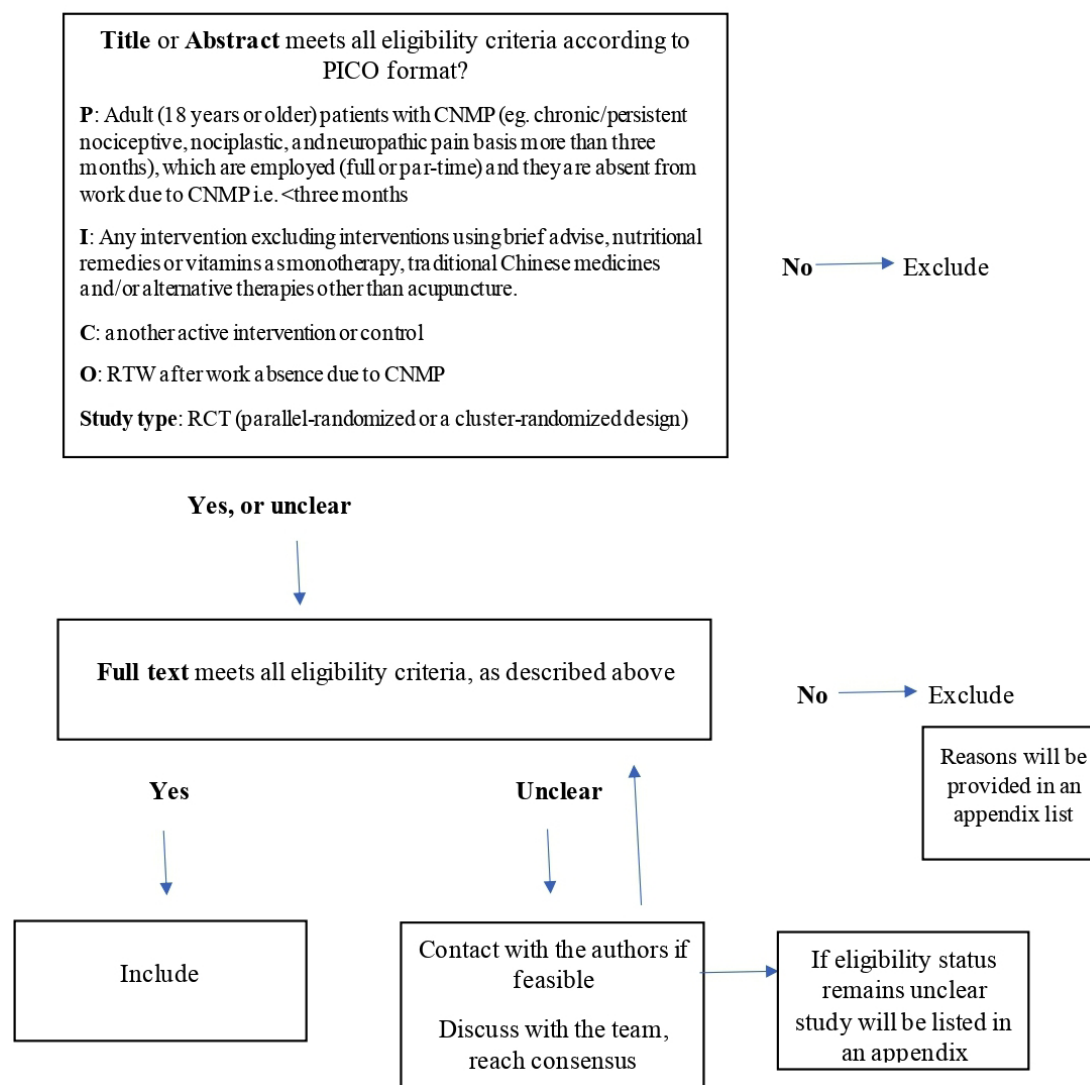 Title or Abstract meets all eligibility criteria according to
PICO format?
P: Adult (18 years or older) patients with CNMP (eg. chronic/persistent
nociceptive, nociplastic, and neuropathic pain basis more than three
months), which are employed (full or par-time) and they are absent from
work due to CNMP i.e. <three months
I: Any intervention excluding interventions using brief advise, nutritional
remedies or vitamins as monotherapy, traditional Chinese medicines
and/or alternative therapies other than acupuncture.
C: another active intervention or control
O: RTW after work absence due to CNMP
Study type: RCT (parallel-randomized or a cluster-randomized design)
No Exclude
Yes, or unclear
Full text meets all eligibility criteria, as described above
No Exclude
Reasons will be
provided in an
appendix list
Yes
Unclear
Include
Contact with the authors if
feasible
Discuss with the team,
reach consensus
If eligibility status
remains unclear
study will be listed in
an appendix